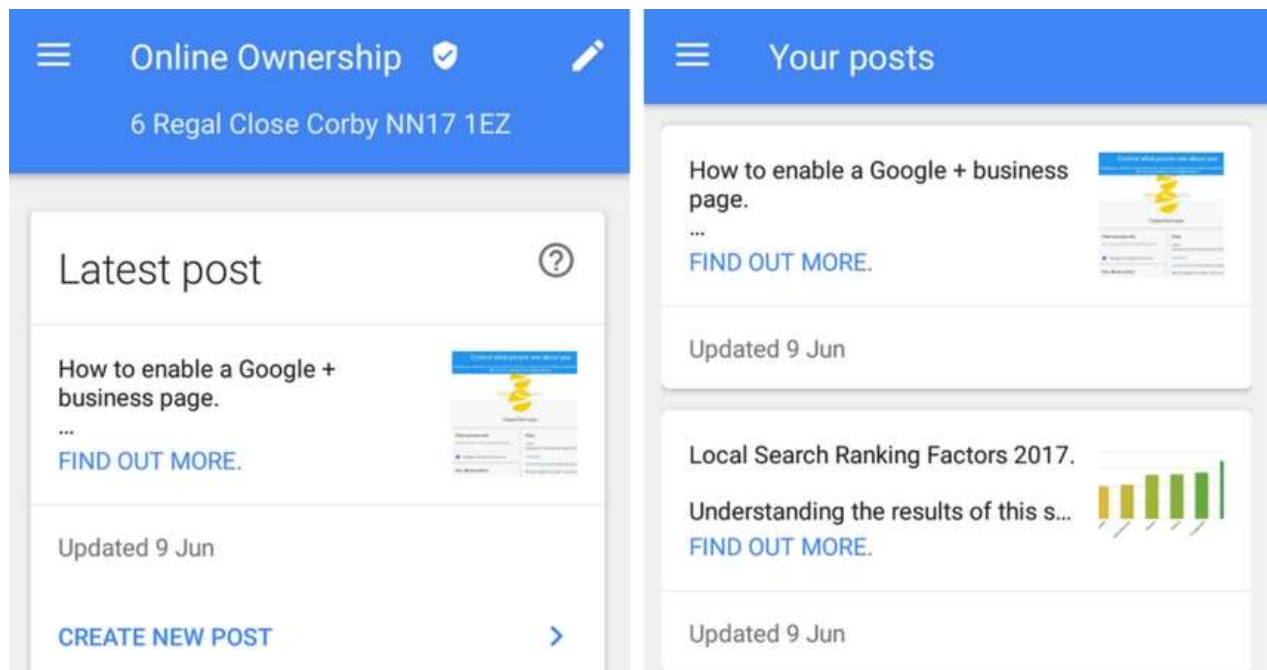 Online Ownership
6 Regal Close Corby NN17 1EZ
Latest post
How to enable a Google +
business page.
...
FIND OUT MORE.
Updated 9 Jun
CREATE NEW POST
Your posts
How to enable a Google + business
page.
...
FIND OUT MORE.
Updated 9 Jun
Local Search Ranking Factors 2017.
Understanding the results of this s...
FIND OUT MORE.
Updated 9 Jun